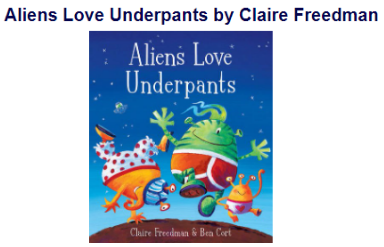 Aliens Love Underpants by Claire Freedman
Aliens Love
Underpants
Claire Freedman & Ben Cort